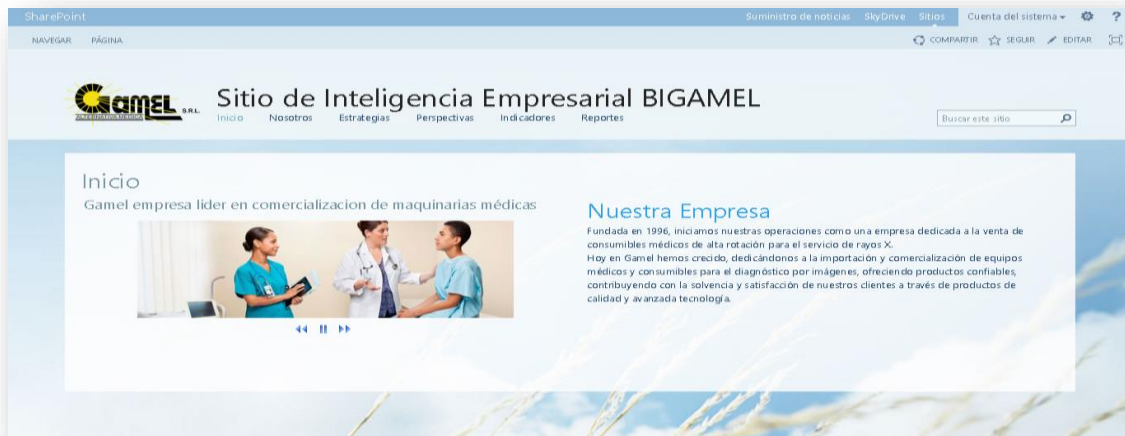 SharePoint
Suministro de noticias SkyDrive Sitios Cuenta del sistema ?
NAVEGAR PÁGINA
COMPARTIR SEGUIR EDITAR
Gamel S.R.L.
ALTERNATIVA MEDICA
Sitio de Inteligencia Empresarial BIGAMEL
Inicio Nosotros Estrategias Perspectivas Indicadores Reportes
Buscar este sitio
Inicio
Gamel empresa lider en comercializacion de maquinarias médicas
Nuestra Empresa
Fundada en 1996, iniciamos nuestras operaciones como una empresa dedicada a la venta de
consumibles médicos de alta rotación para el servicio de rayos X.
Hoy en Gamel hemos crecido, dedicándonos a la importación y comercialización de equipos
médicos y consumibles para el diagnóstico por imágenes, ofreciendo productos confiables,
contribuyendo con la solvencia y satisfacción de nuestros clientes a través de productos de
calidad y avanzada tecnología.